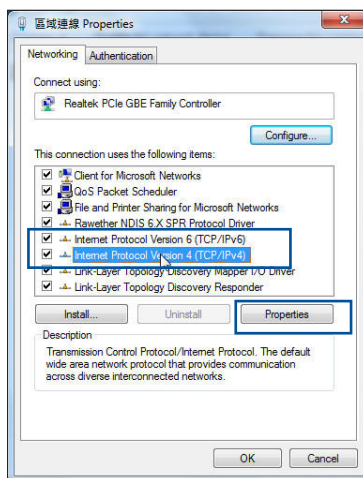 區域連線 Properties
Networking
Authentication
Connect using:
Realtek PCIe GBE Family Controller
Configure...
This connection uses the following items:
Client for Microsoft Networks
QoS Packet Scheduler
File and Printer Sharing for Microsoft Networks
Rawether NDIS 6.X SPR Protocol Driver
Internet Protocol Version 6 (TCP/IPv6)
Internet Protocol Version 4 (TCP/IPv4)
Link-Layer Topology Discovery Mapper I/O Driver
Link-Layer Topology Discovery Responder
Install...
Uninstall
Properties
Description
Transmission Control Protocol/Internet Protocol. The default
wide area network protocol that provides communication
across diverse interconnected networks.
OK
Cancel